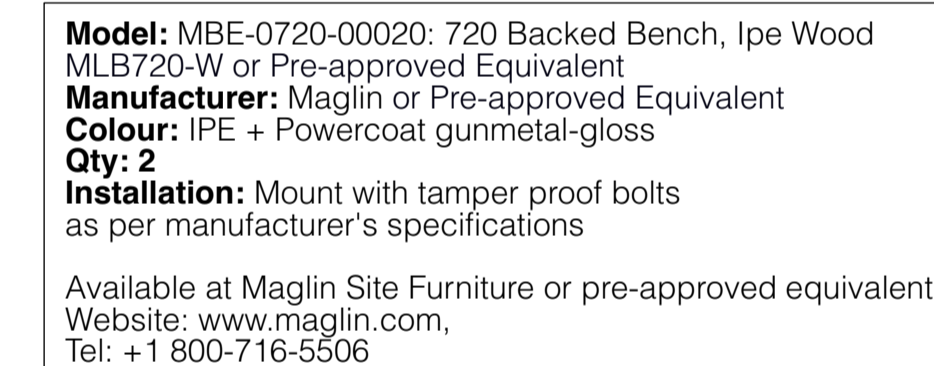 Model: MBE-0720-00020: 720 Backed Bench, Ipe Wood
MLB720-W or Pre-approved Equivalent
Manufacturer: Maglin or Pre-approved Equivalent
Colour: IPE + Powercoat gunmetal-gloss
Qty: 2
Installation: Mount with tamper proof bolts
as per manufacturer's specifications
Available at Maglin Site Furniture or pre-approved equivalent
Website: www.maglin.com,
Tel: +1 800-716-5506